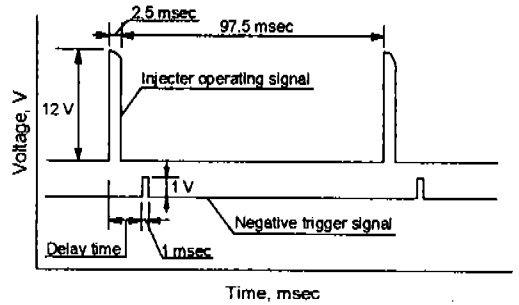 2.5 msec
97.5 msec
Injecter operating signal
12 V
Voltage, V
1 V
Negative trigger signal
Delay time
1 msec
Time, msec